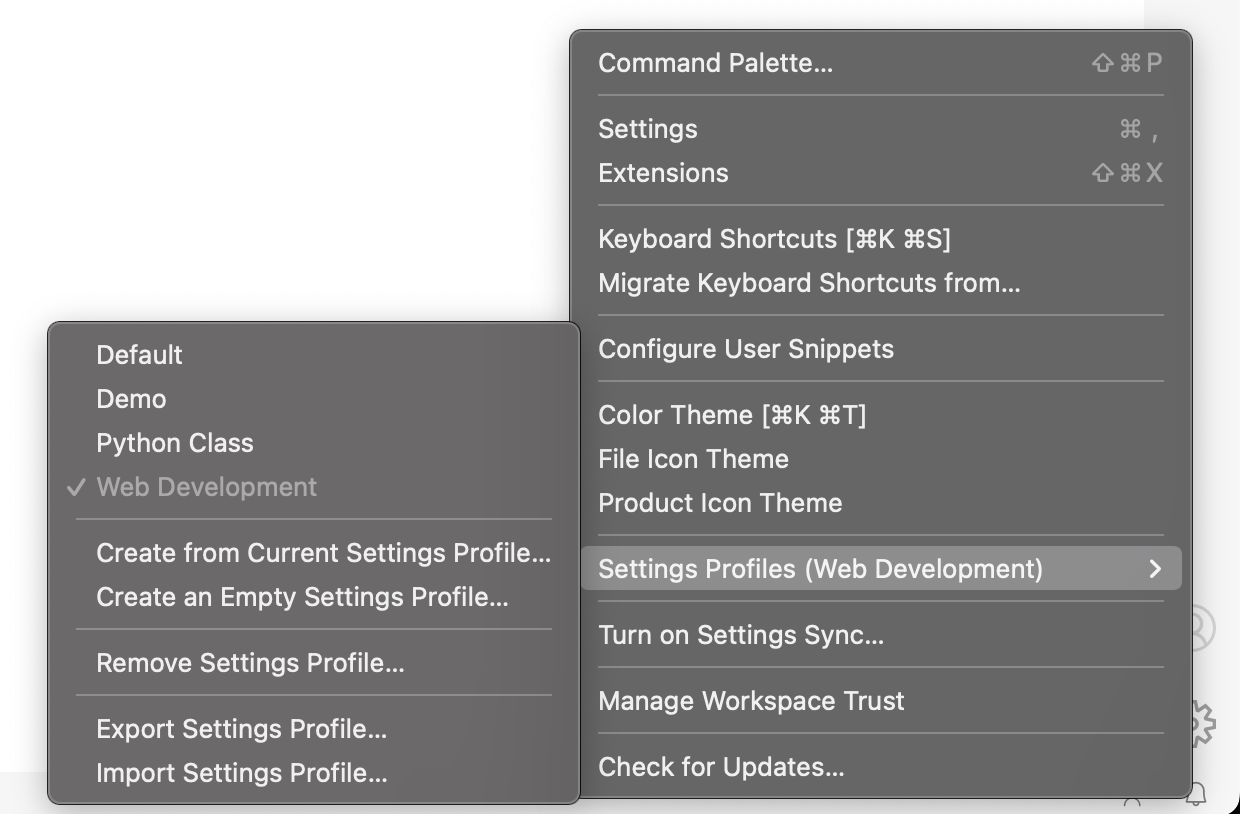 Command Palette... ⇧⌘P
Settings ⌘,
Extensions ⇧⌘X
Keyboard Shortcuts [⌘K ⌘S]
Migrate Keyboard Shortcuts from...
Configure User Snippets
Color Theme [⌘K ⌘T]
File Icon Theme
Product Icon Theme
Settings Profiles (Web Development)
Turn on Settings Sync...
Manage Workspace Trust
Check for Updates...
Default
Demo
Python Class
✓ Web Development
Create from Current Settings Profile...
Create an Empty Settings Profile...
Remove Settings Profile...
Export Settings Profile...
Import Settings Profile...